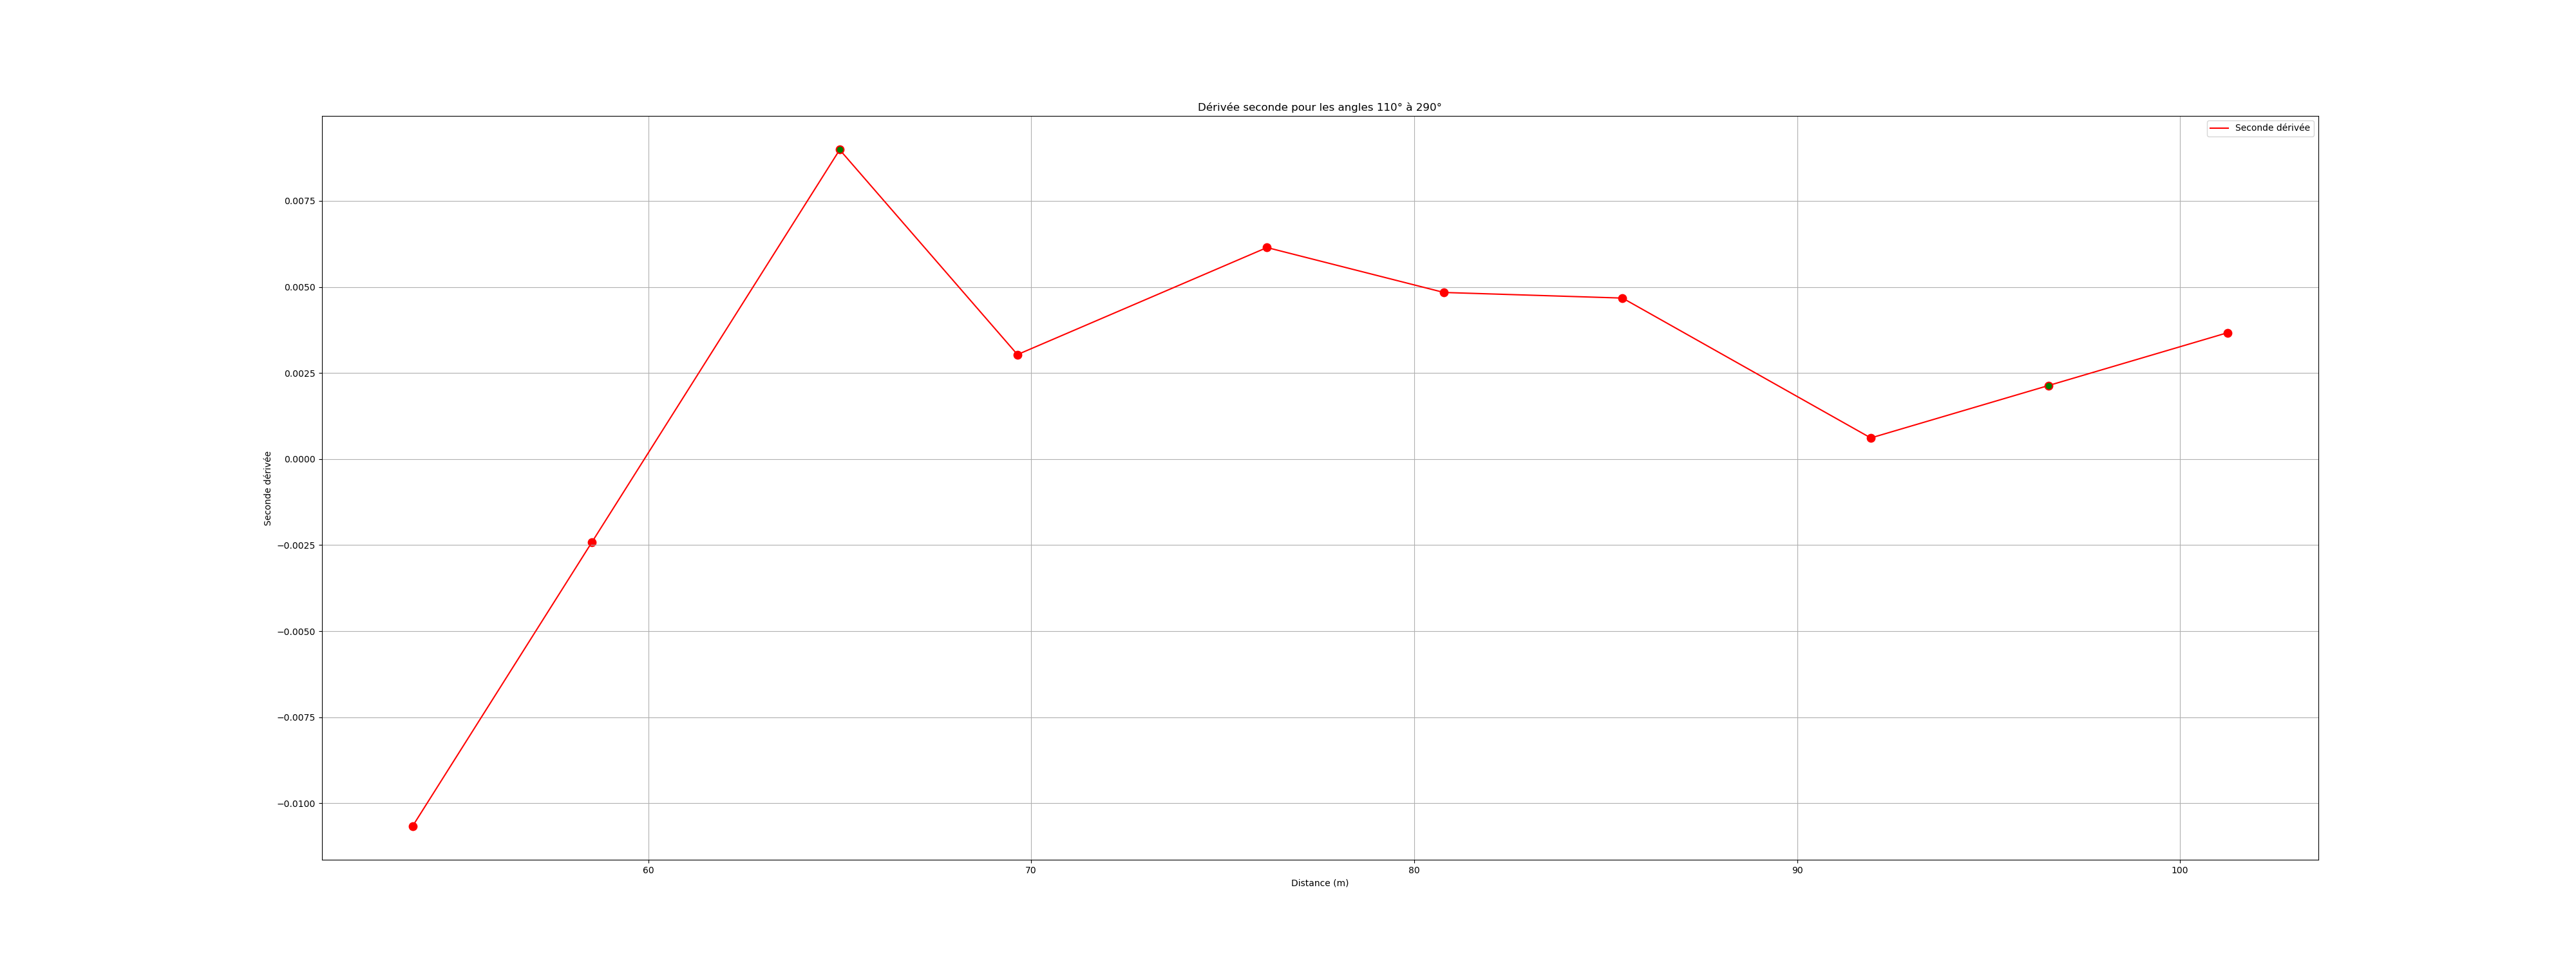 Dérivée seconde pour les angles 110° à 290°
Seconde dérivée
0.0075
0.0050
0.0025
0.0000
−0.0025
−0.0050
−0.0075
−0.0100
Seconde dérivée
60 70 80 90 100
Distance (m)